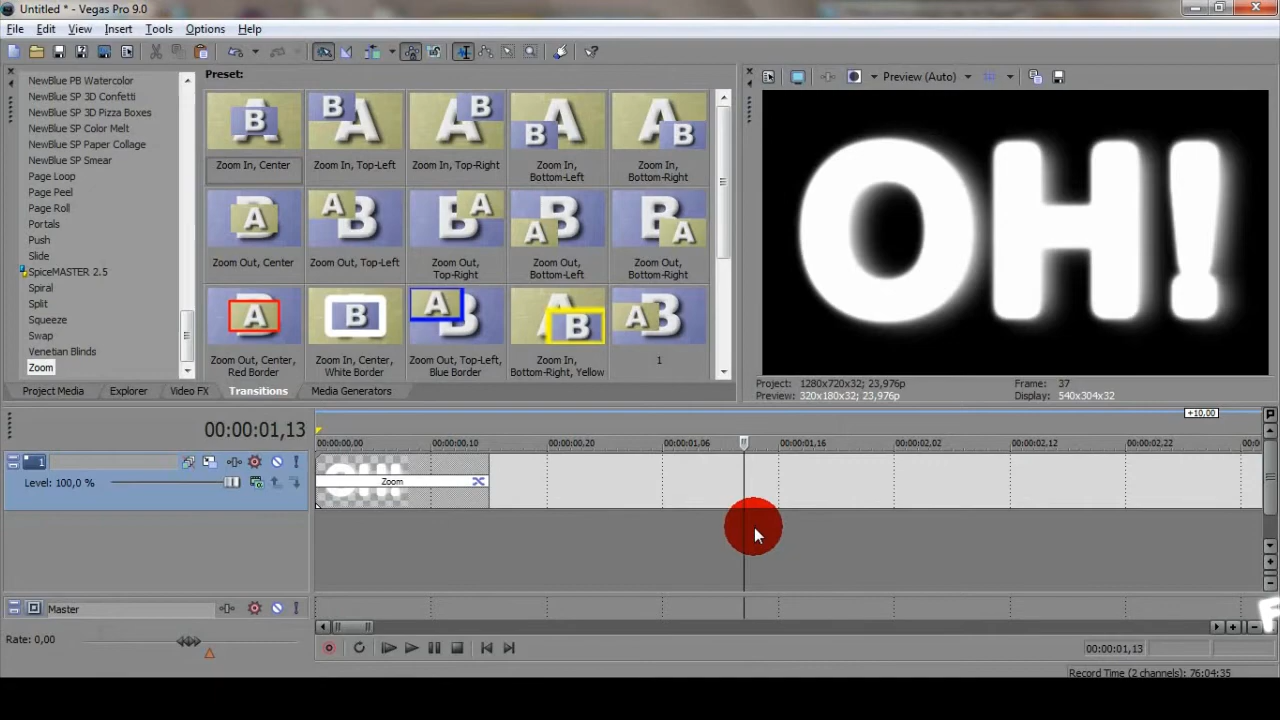 Untitled * - Vegas Pro 9.0
File Edit View Insert Tools Options Help
NewBlue PB Watercolor
NewBlue SP 3D Confetti
NewBlue SP 3D Pizza Boxes
NewBlue SP Color Melt
NewBlue SP Paper Collage
NewBlue SP Smear
Page Loop
Page Peel
Page Roll
Portals
Push
Slide
SpiceMASTER 2.5
Spiral
Split
Squeeze
Swap
Venetian Blinds
Zoom
Preset:
B
B A
A B
A B
A B
Zoom In, Center
Zoom In, Top-Left
Zoom In, Top-Right
Zoom In,
Bottom-Left
Zoom In,
Bottom-Right
A
A B
B A
B A
B A
Zoom Out, Center
Zoom Out, Top-Left
Zoom Out,
Top-Right
Zoom Out,
Bottom-Left
Zoom Out,
Bottom-Right
A
B
A B
A B
A B
Zoom Out, Center,
Red Border
Zoom In, Center,
White Border
Zoom Out, Top-Left,
Blue Border
Zoom In,
Bottom-Right, Yellow
1
Project Media Explorer Video FX Transitions Media Generators
Preview (Auto)
OH!
Project: 1280x720x32; 23,976p
Preview: 320x180x32; 23,976p
Frame: 37
Display: 540x304x32
+10.00
00:00:01,13
00:00:00,00 00:00:00,10 00:00:00,20 00:00:01,06 00:00:01,16 00:00:02,02 00:00:02,12 00:00:02,22 00:0
1
Level: 100,0 %
OH!
Zoom
Master
Rate: 0,00
00:00:01,13
Record Time (2 channels): 76:04:35